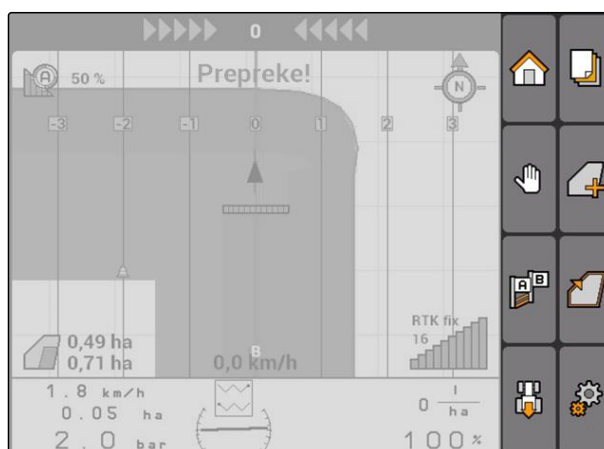 0
A 50 %
Prepreke!
N
-3 -2 -1 0 1 2 3
A
A B
RTK fix
16
0,49 ha
0,71 ha
B
0,0 km/h
1.8 km/h
0.05 ha
2.0 bar
0 l/ha
100%